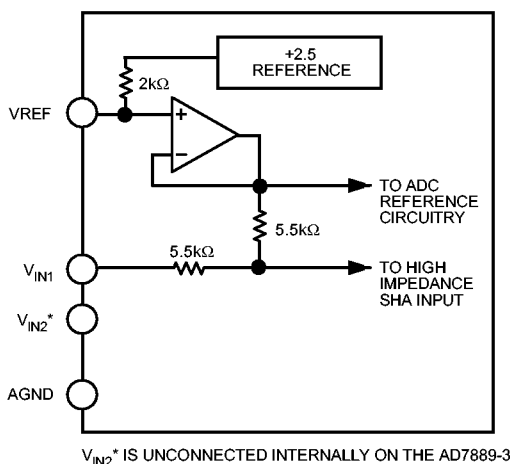 +2.5
REFERENCE
2kΩ
VREF
+
−
TO ADC
REFERENCE
CIRCUITRY
5.5kΩ
5.5kΩ
VIN1
TO HIGH
IMPEDANCE
SHA INPUT
VIN2*
AGND
VIN2* IS UNCONNECTED INTERNALLY ON THE AD7889-3